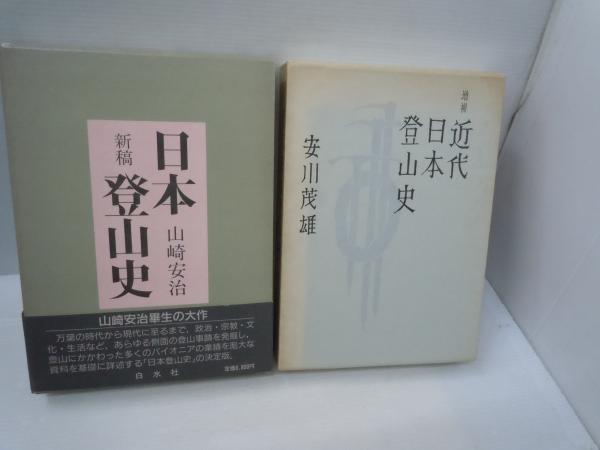 日本
登山史
新稿
山崎安治
山崎安治畢生の大作
万葉の時代から現代に至るまで、政治・宗教・文
化・生活など、あらゆる側面の登山事蹟を発掘し、
登山にかかわった多くのパイオニアの業績を厖大な
資料を基礎に詳述する「日本登山史」の決定版。
白水社
増補
近代
日本
登山史
安川茂雄